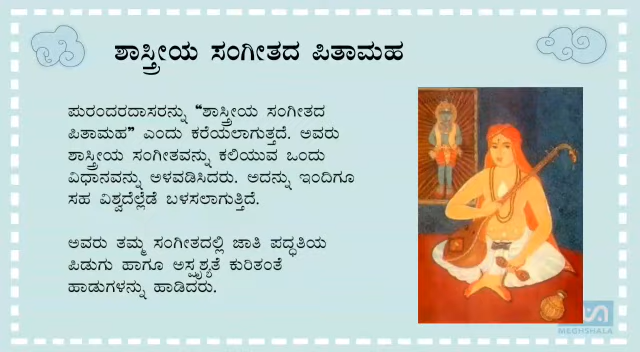 ಶಾಸ್ತ್ರೀಯ ಸಂಗೀತದ ಪಿತಾಮಹ
ಪುರಂದರದಾಸರನ್ನು “ಶಾಸ್ತ್ರೀಯ ಸಂಗೀತದ
ಪಿತಾಮಹ” ಎಂದು ಕರೆಯಲಾಗುತ್ತದೆ. ಅವರು
ಶಾಸ್ತ್ರೀಯ ಸಂಗೀತವನ್ನು ಕಲಿಯುವ ಒಂದು
ವಿಧಾನವನ್ನು ಅಳವಡಿಸಿದರು. ಅದನ್ನು ಇಂದಿಗೂ
ಸಹ ವಿಶ್ವದೆಲ್ಲೆಡೆ ಬಳಸಲಾಗುತ್ತಿದೆ.
ಅವರು ತಮ್ಮ ಸಂಗೀತದಲ್ಲಿ ಜಾತಿ ಪದ್ಧತಿಯ
ಪಿಡುಗು ಹಾಗೂ ಅಸ್ಪೃಶ್ಯತೆ ಕುರಿತಂತೆ
ಹಾಡುಗಳನ್ನು ಹಾಡಿದರು.
MEGHSHALA